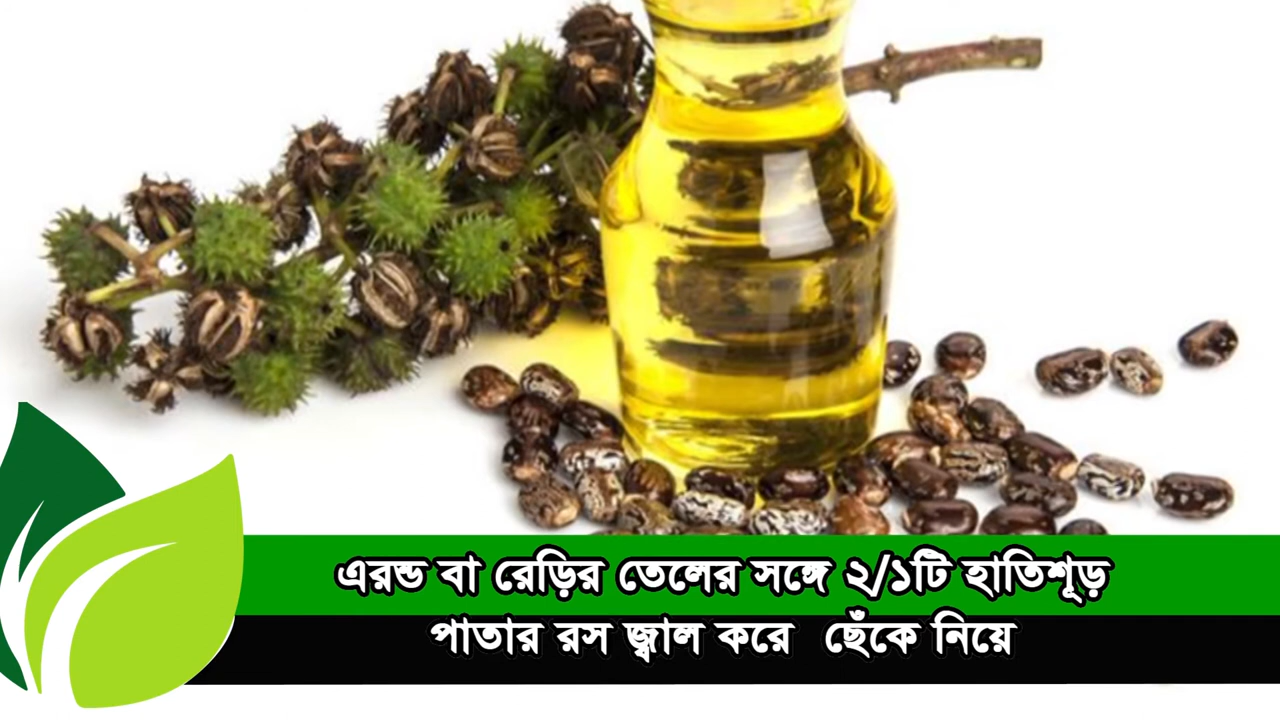 এরন্ড বা রেড়ির তেলের সঙ্গে ২/১টি হাতিশূড়
পাতার রস জ্বাল করে ছেঁকে নিয়ে